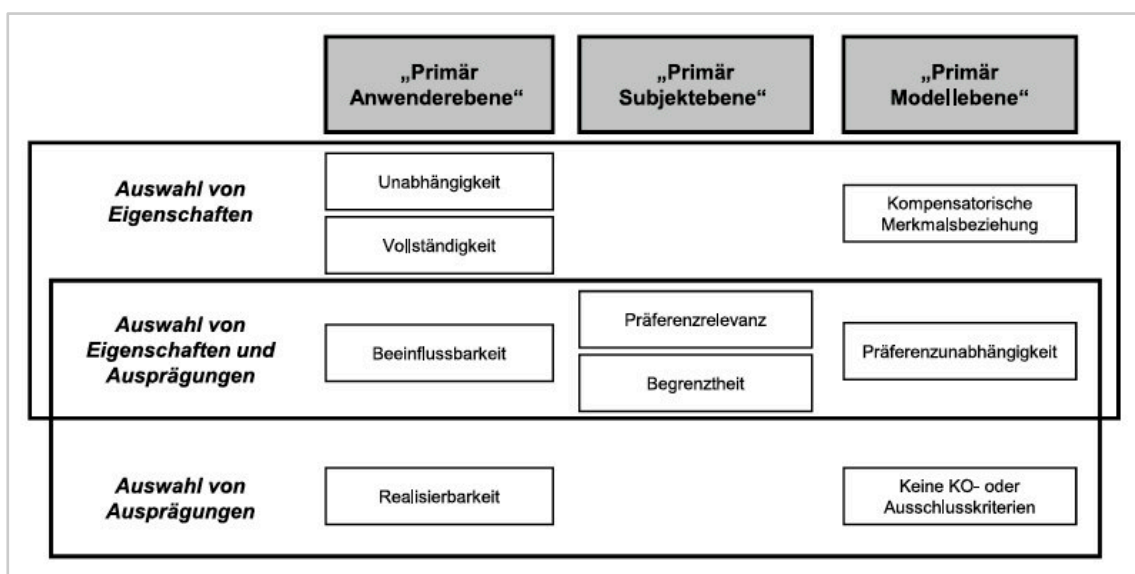 „Primär
Anwenderebene“
„Primär
Subjektebene“
„Primär
Modellebene“
Auswahl von
Eigenschaften
Unabhängigkeit
Vollständigkeit
Kompensatorische
Merkmalsbeziehung
Auswahl von
Eigenschaften und
Ausprägungen
Beeinflussbarkeit
Präferenzrelevanz
Begrenztheit
Präferenzunabhängigkeit
Auswahl von
Ausprägungen
Realisierbarkeit
Keine KO- oder
Ausschlusskriterien